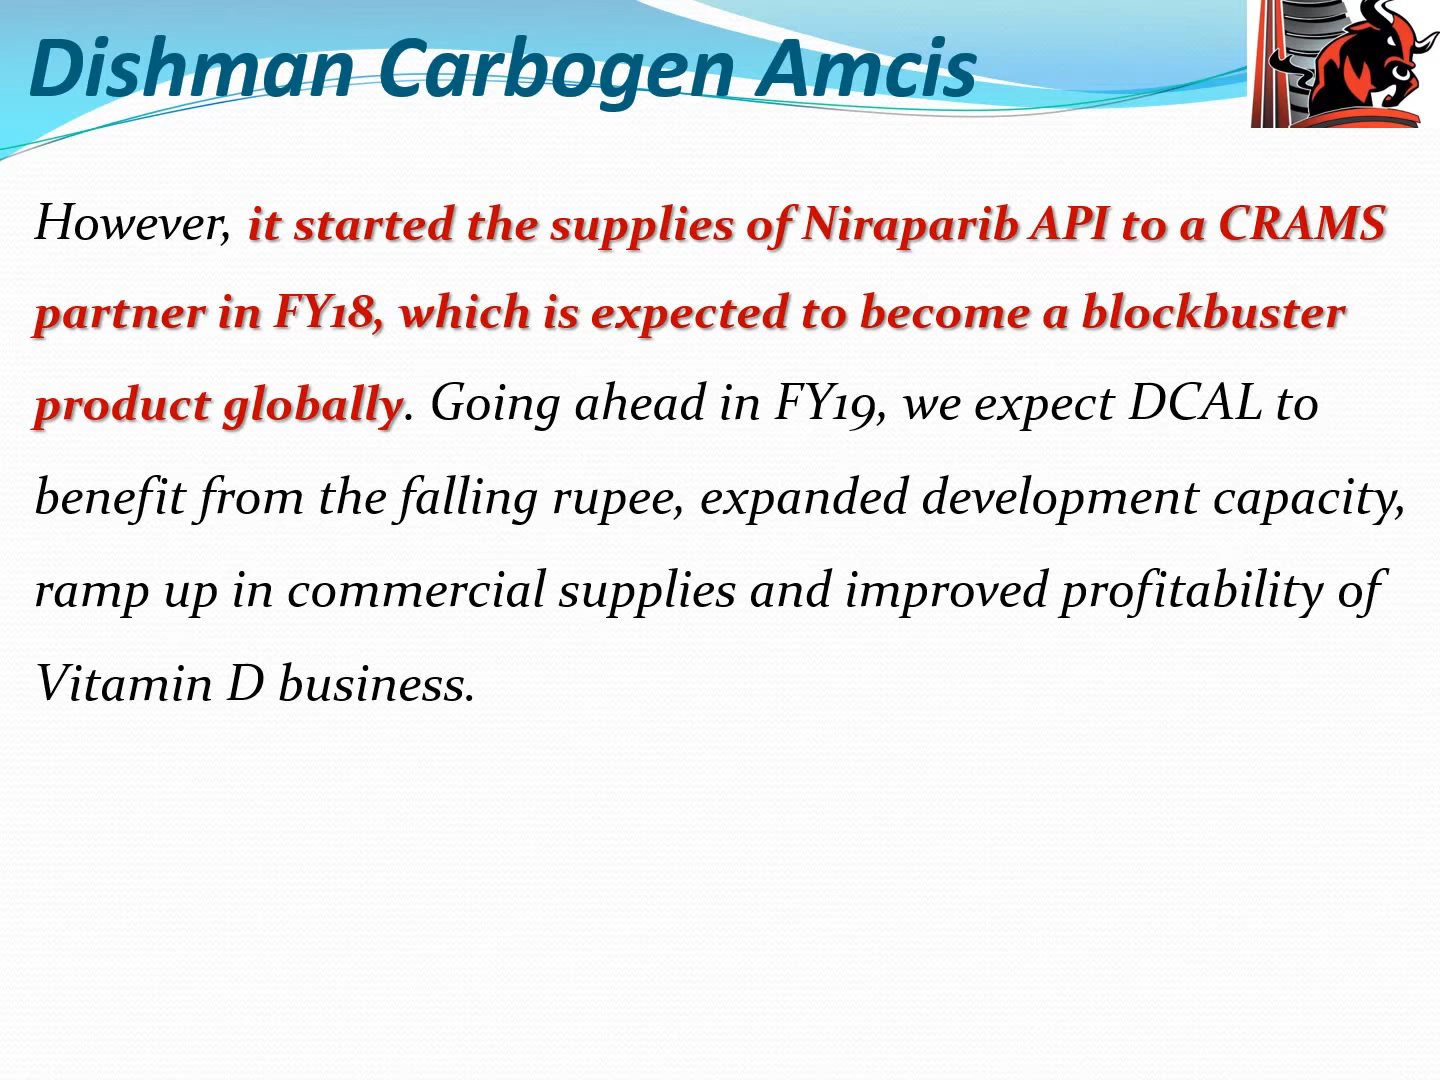 Dishman Carbogen Amcis
However, it started the supplies of Niraparib API to a CRAMS
partner in FY18, which is expected to become a blockbuster
product globally. Going ahead in FY19, we expect DCAL to
benefit from the falling rupee, expanded development capacity,
ramp up in commercial supplies and improved profitability of
Vitamin D business.